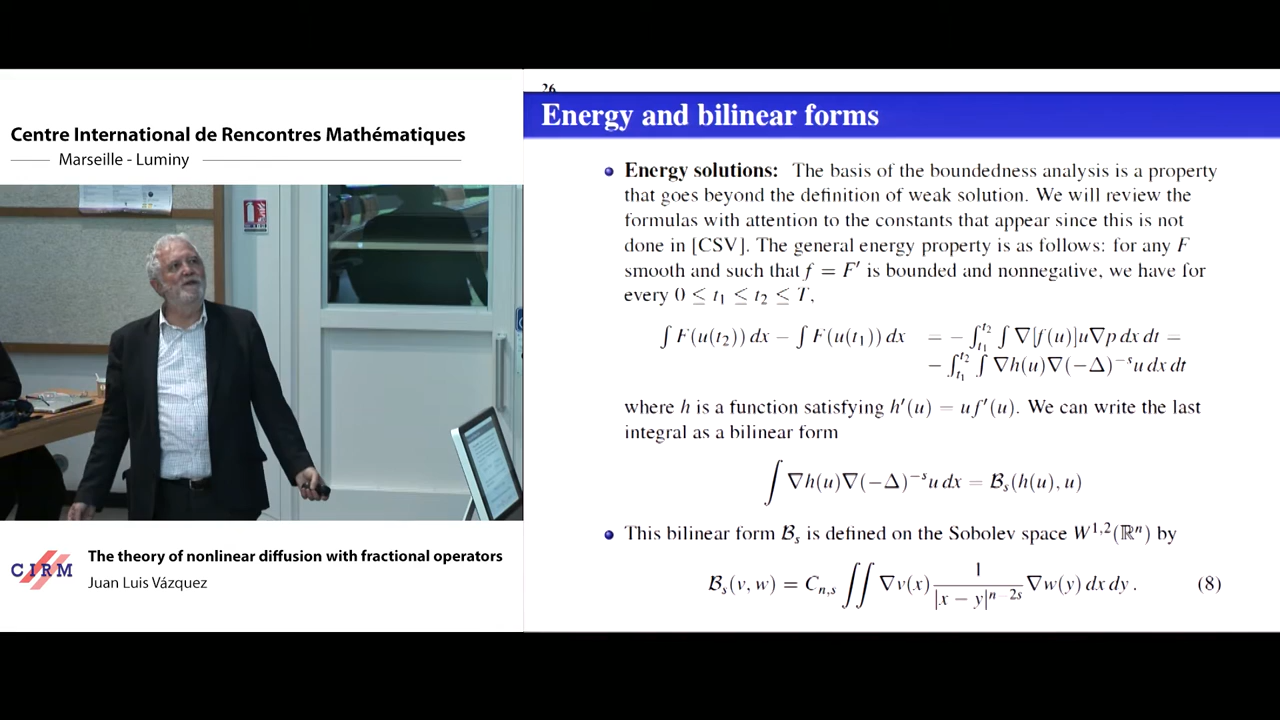 Centre International de Rencontres Mathématiques
Marseille - Luminy
The theory of nonlinear diffusion with fractional operators
Juan Luis Vázquez
CIRM
26
Energy and bilinear forms
Energy solutions: The basis of the boundedness analysis is a property
that goes beyond the definition of weak solution. We will review the
formulas with attention to the constants that appear since this is not
done in [CSV]. The general energy property is as follows: for any F
smooth and such that f = F′ is bounded and nonnegative, we have for
every 0 ≤ t₁ ≤ t₂ ≤ T,
∫ F(u(t₂)) dx − ∫ F(u(t₁)) dx = − ∫_{t₁}^{t₂} ∫ ∇[f(u)]u∇p dx dt =
− ∫_{t₁}^{t₂} ∫ ∇h(u)∇(−Δ)^{−s}u dx dt
where h is a function satisfying h′(u) = u f′(u). We can write the last
integral as a bilinear form
∫ ∇h(u)∇(−Δ)^{−s}u dx = 𝓑ₛ(h(u), u)
This bilinear form 𝓑ₛ is defined on the Sobolev space W^{1,2}(ℝⁿ) by
𝓑ₛ(v, w) = C_{n,s} ∬ ∇v(x) 1/|x − y|^{n−2s} ∇w(y) dx dy. (8)